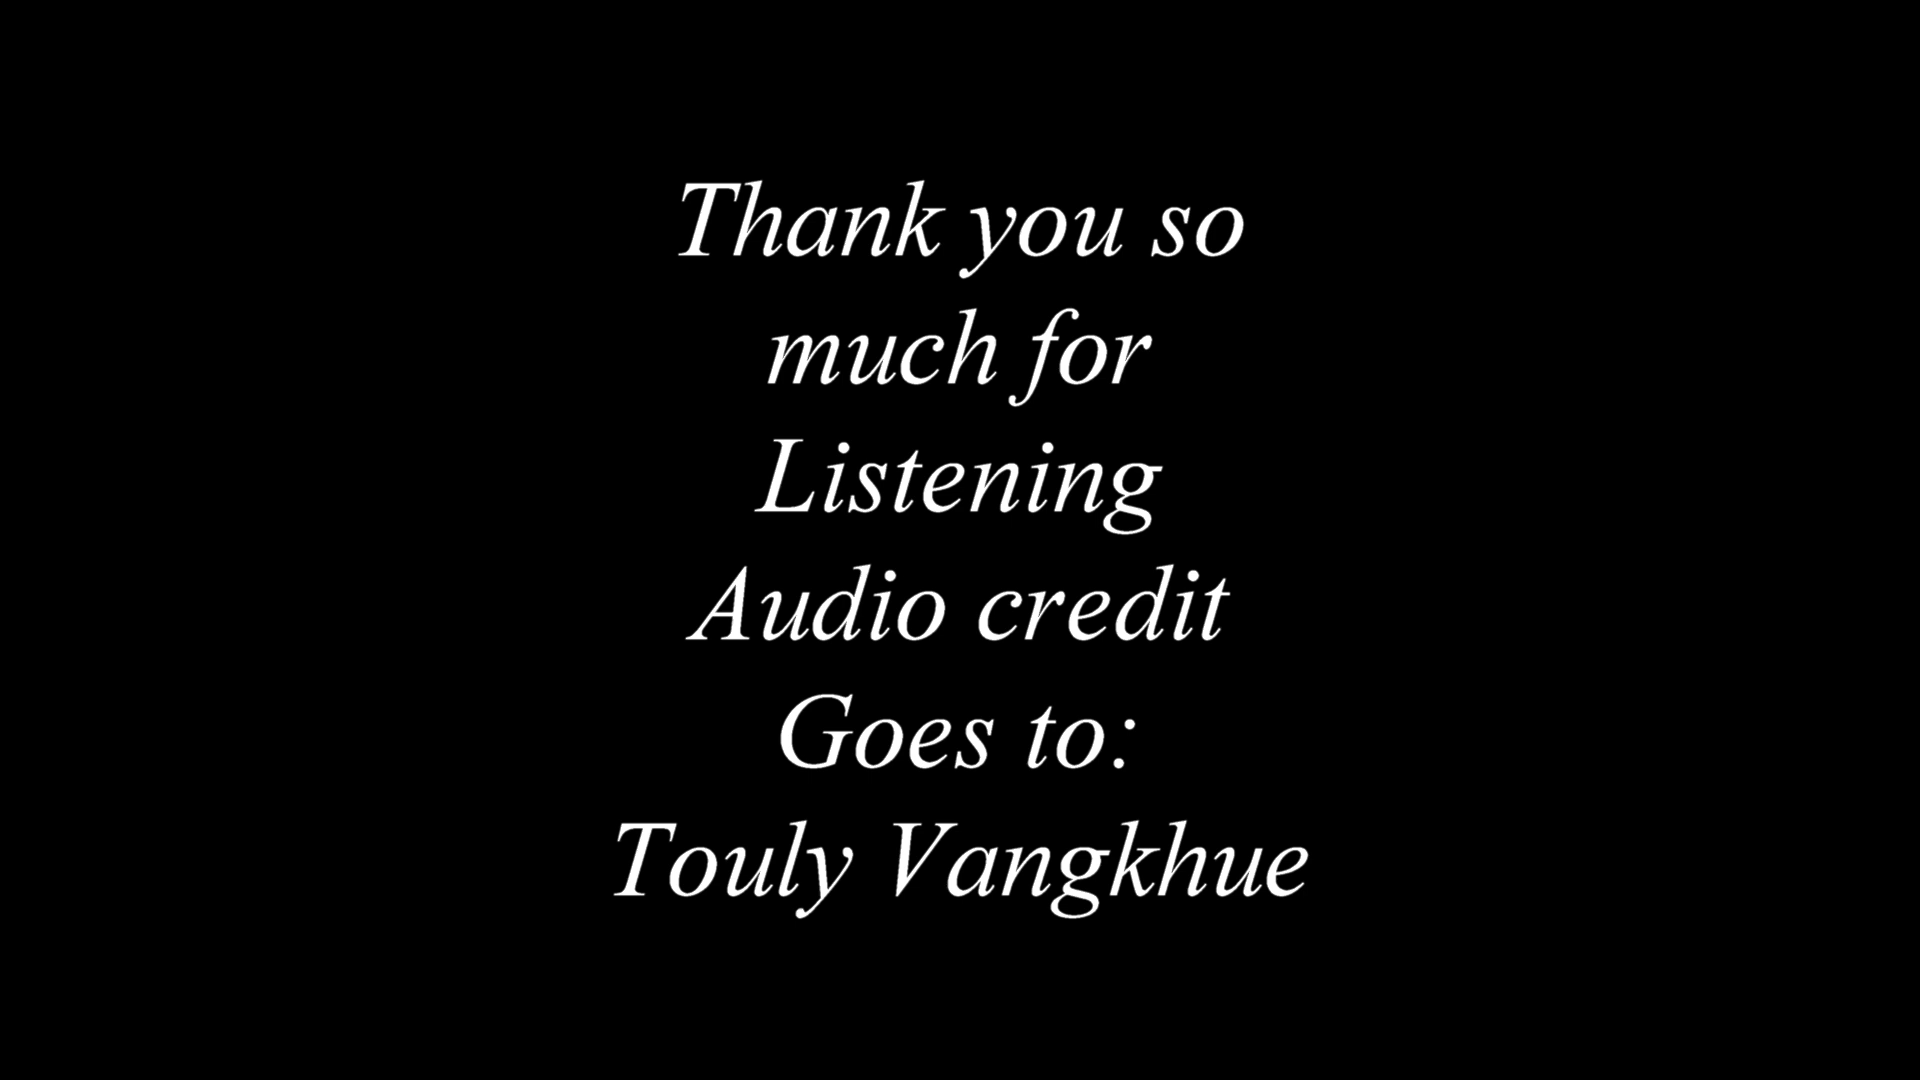 Thank you so
much for
Listening
Audio credit
Goes to:
Touly Vangkhue